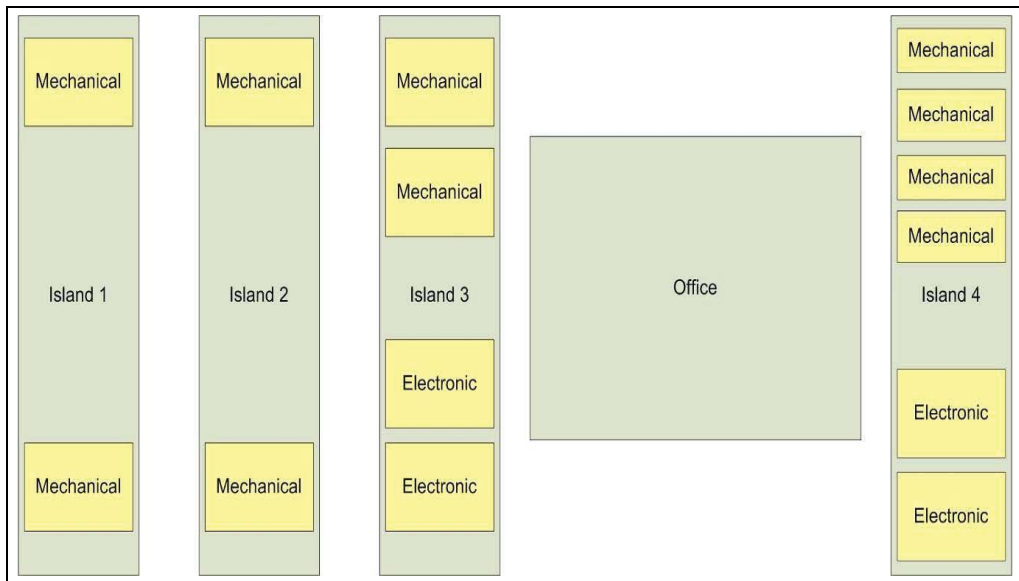 Mechanical
Island 1
Mechanical
Mechanical
Island 2
Mechanical
Mechanical
Mechanical
Island 3
Electronic
Electronic
Office
Mechanical
Mechanical
Mechanical
Mechanical
Island 4
Electronic
Electronic